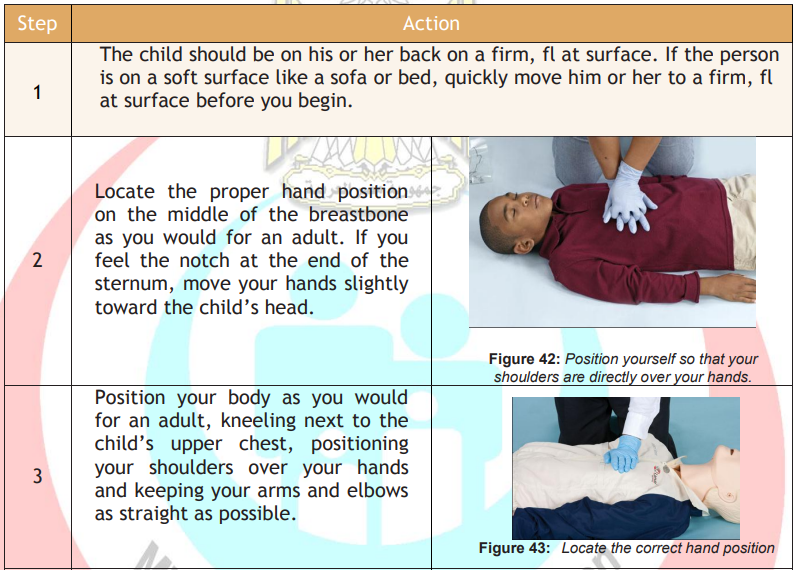 Step
Action
1
The child should be on his or her back on a firm, fl at surface. If the person
is on a soft surface like a sofa or bed, quickly move him or her to a firm, fl
at surface before you begin.
2
Locate the proper hand position
on the middle of the breastbone
as you would for an adult. If you
feel the notch at the end of the
sternum, move your hands slightly
toward the child’s head.
Figure 42: Position yourself so that your
shoulders are directly over your hands.
3
Position your body as you would
for an adult, kneeling next to the
child’s upper chest, positioning
your shoulders over your hands
and keeping your arms and elbows
as straight as possible.
Figure 43: Locate the correct hand position